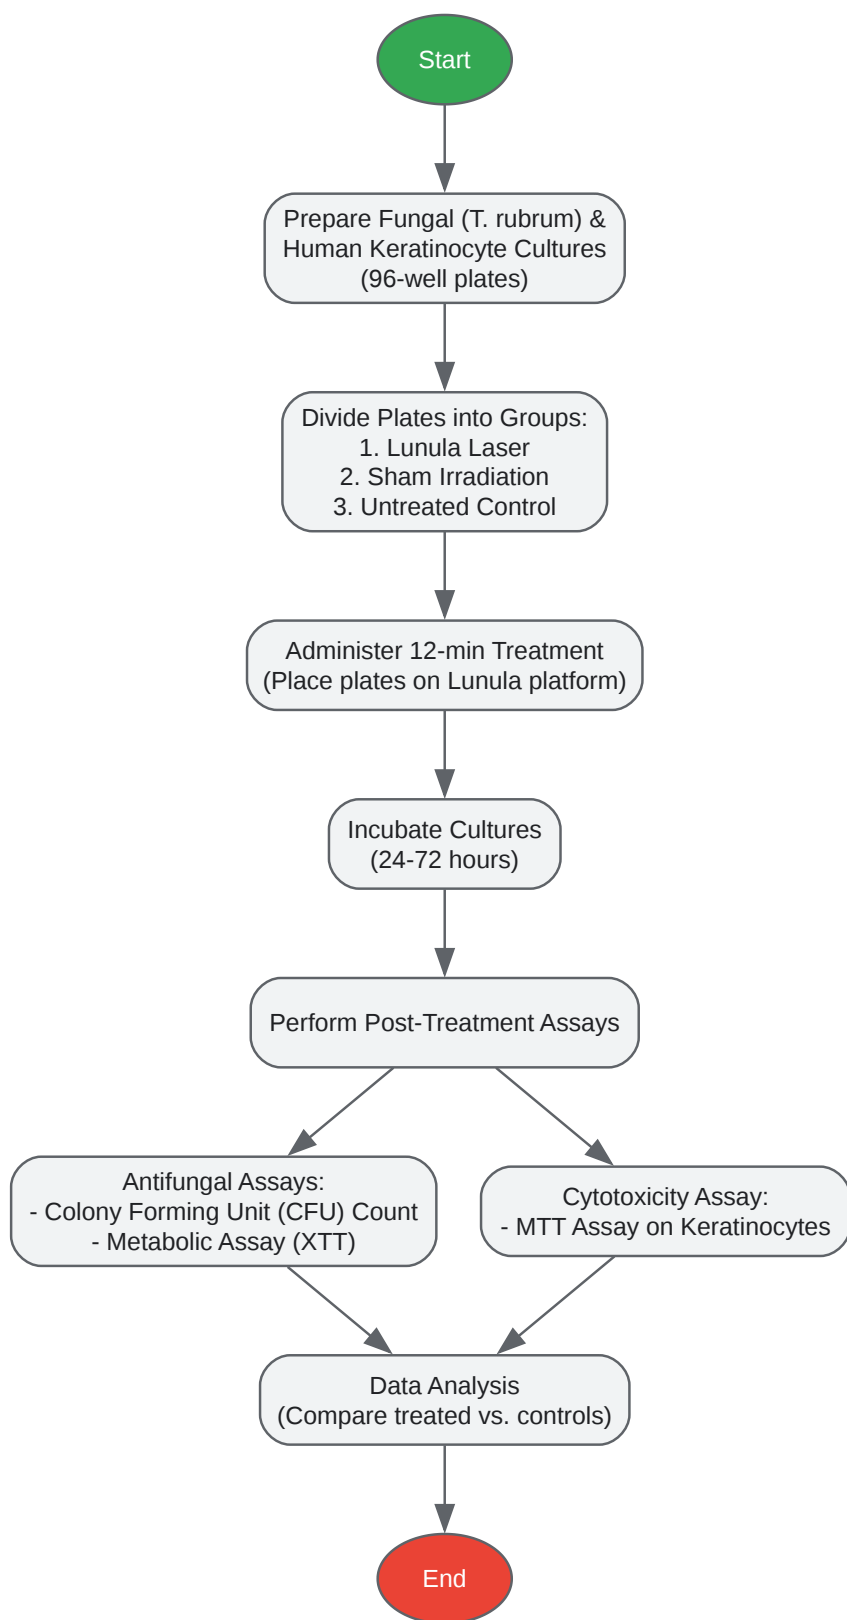 Start
Prepare Fungal (T. rubrum) &
Human Keratinocyte Cultures
(96-well plates)
Divide Plates into Groups:
1. Lunula Laser
2. Sham Irradiation
3. Untreated Control
Administer 12-min Treatment
(Place plates on Lunula platform)
Incubate Cultures
(24-72 hours)
Perform Post-Treatment Assays
Antifungal Assays:
- Colony Forming Unit (CFU) Count
- Metabolic Assay (XTT)
Cytotoxicity Assay:
- MTT Assay on Keratinocytes
Data Analysis
(Compare treated vs. controls)
End